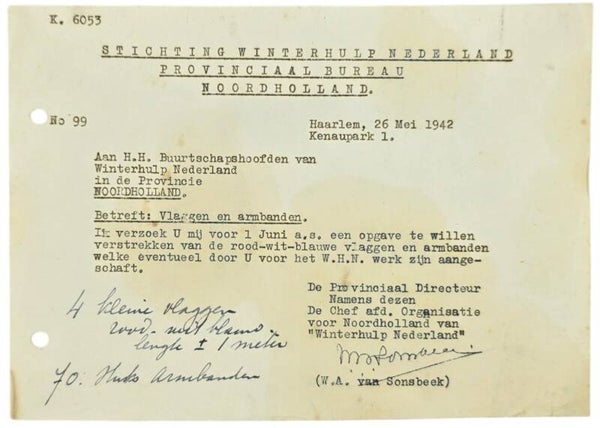 K. 6053
STICHTING WINTERHULP NEDERLAND
PROVINCIAAL BUREAU
NOORDHOLLAND.
No 99
Haarlem, 26 Mei 1942
Kenaupark 1.
Aan H.H. Buurtschapshoofden van
Winterhulp Nederland
in de Provincie
NOORDHOLLAND.
Betreft: Vlaggen en armbanden.
Ik verzoek U mij voor 1 Juni a.s. een opgave te willen
verstrekken van de rood-wit-blauwe vlaggen en armbanden
welke eventueel door U voor het W.H.N. werk zijn aange-
schaft.
De Provinciaal Directeur
Namens dezen
De Chef afd. Organisatie
voor Noordholland van
"Winterhulp Nederland"
(W.A. van Sonsbeek)
4 kleine vlaggen
rood-wit blauw
lengte ± 1 meter
70: stuks Armbanden